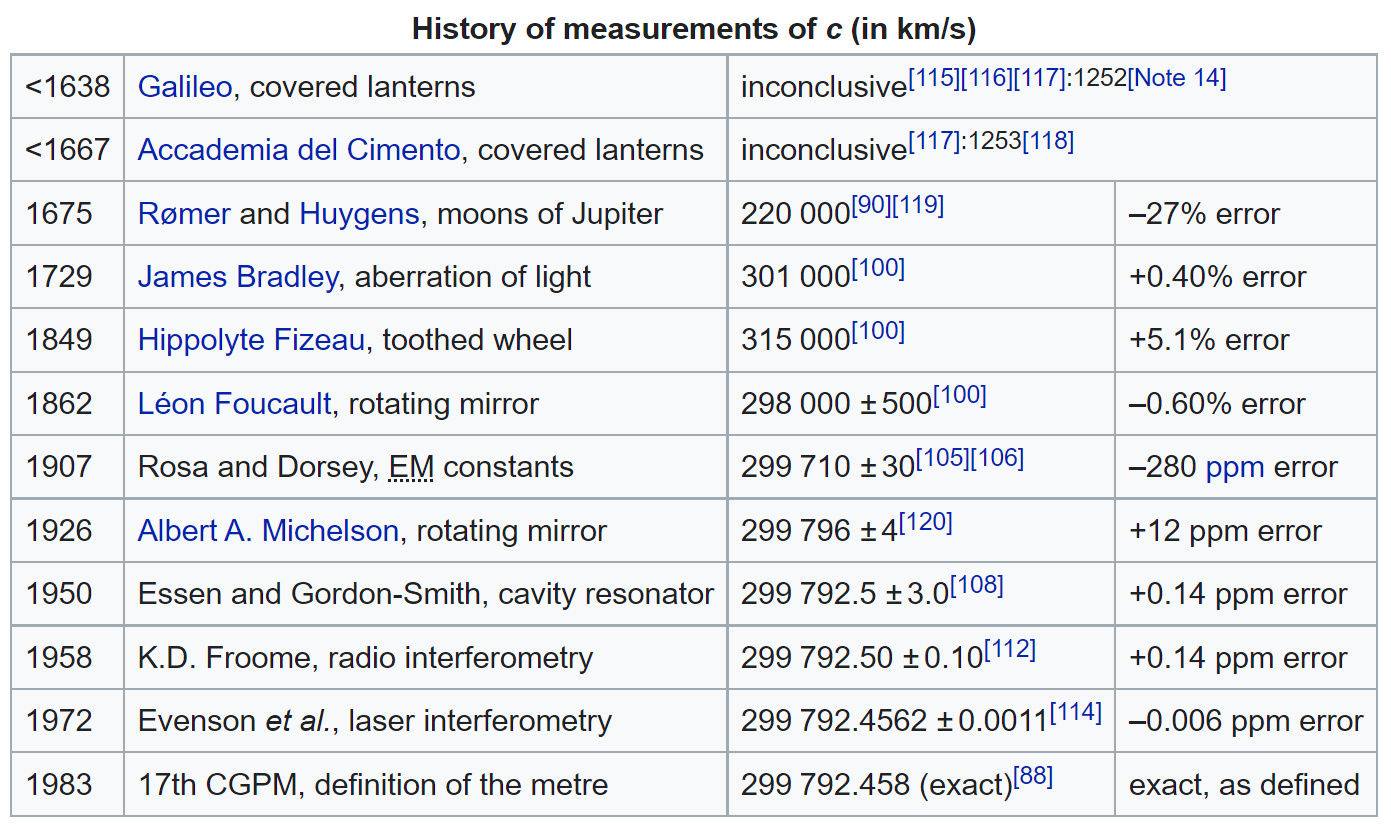 History of measurements of c (in km/s)
<1638 Galileo, covered lanterns inconclusive[115][116][117]:1252[Note 14]
<1667 Accademia del Cimento, covered lanterns inconclusive[117]:1253[118]
1675 Rømer and Huygens, moons of Jupiter 220 000[90][119] –27% error
1729 James Bradley, aberration of light 301 000[100] +0.40% error
1849 Hippolyte Fizeau, toothed wheel 315 000[100] +5.1% error
1862 Léon Foucault, rotating mirror 298 000 ±500[100] –0.60% error
1907 Rosa and Dorsey, EM constants 299 710 ±30[105][106] –280 ppm error
1926 Albert A. Michelson, rotating mirror 299 796 ±4[120] +12 ppm error
1950 Essen and Gordon-Smith, cavity resonator 299 792.5 ±3.0[108] +0.14 ppm error
1958 K.D. Froome, radio interferometry 299 792.50 ±0.10[112] +0.14 ppm error
1972 Evenson et al., laser interferometry 299 792.4562 ±0.0011[114] –0.006 ppm error
1983 17th CGPM, definition of the metre 299 792.458 (exact)[88] exact, as defined